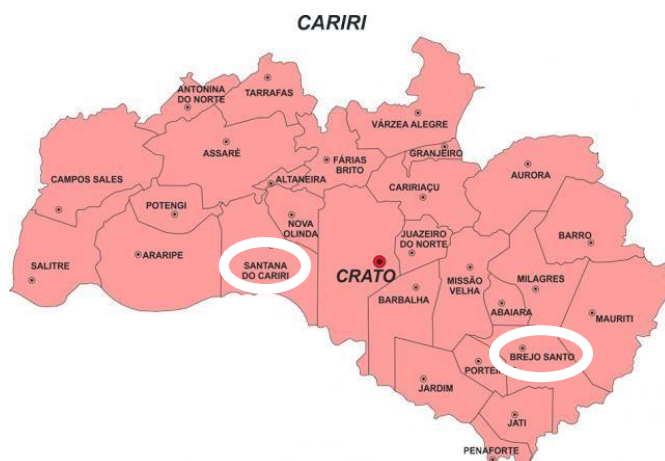 CARIRI
ANTONINA
DO NORTE
TARRAFAS
VÁRZEA ALEGRE
ASSARÉ
FÁRIAS
BRITO
GRANJEIRO
CAMPOS SALES
ALTANEIRA
CARIRIAÇU
AURORA
POTENGI
NOVA
OLINDA
JUAZEIRO
DO NORTE
BARRO
SALITRE
ARARIPE
SANTANA
DO CARIRI
CRATO
MISSÃO
VELHA
MILAGRES
BARBALHA
ABAIARA
MAURITI
BREJO SANTO
PORTEI
JARDIM
JATI
PENAFORTE